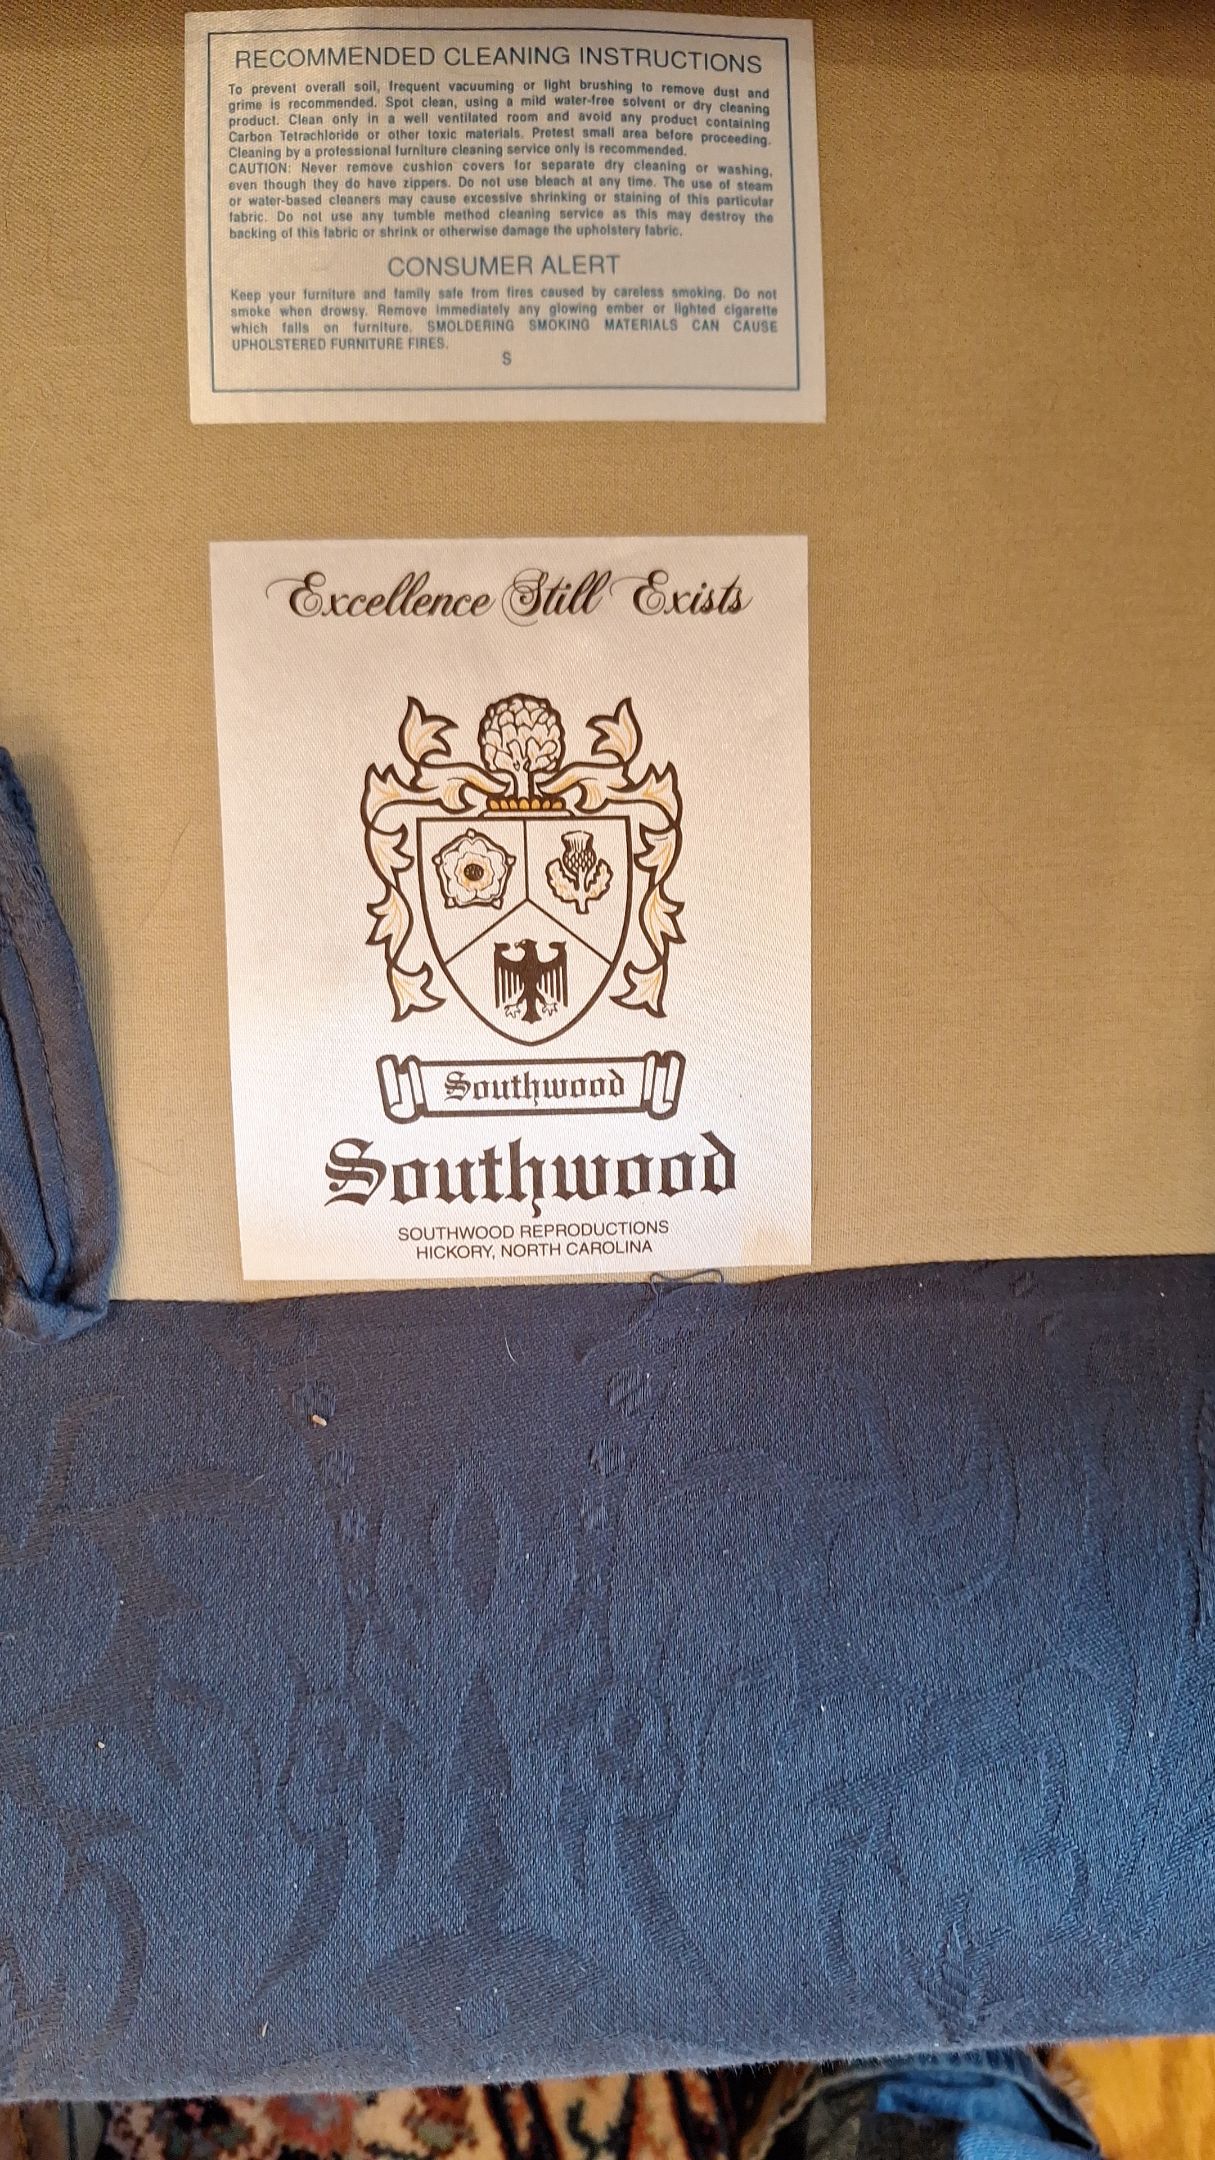 RECOMMENDED CLEANING INSTRUCTIONS
To prevent overall soil, frequent vacuuming or light brushing to remove dust and
grime is recommended. Spot clean, using a mild water-free solvent or dry cleaning
product. Clean only in a well ventilated room and avoid any product containing
Carbon Tetrachloride or other toxic materials. Pretest small area before proceeding.
Cleaning by a professional furniture cleaning service only is recommended.
CAUTION: Never remove cushion covers for separate dry cleaning or washing,
even though they do have zippers. Do not use bleach at any time. The use of steam
or water-based cleaners may cause excessive shrinking or staining of this particular
fabric. Do not use any tumble method cleaning service as this may destroy the
backing of this fabric or shrink or otherwise damage the upholstery fabric.
CONSUMER ALERT
Keep your furniture and family safe from fires caused by careless smoking. Do not
smoke when drowsy. Remove immediately any glowing ember or lighted cigarette
which falls on furniture. SMOLDERING SMOKING MATERIALS CAN CAUSE
UPHOLSTERED FURNITURE FIRES.
S
Excellence Still Exists
Southwood
Southwood
SOUTHWOOD REPRODUCTIONS
HICKORY, NORTH CAROLINA